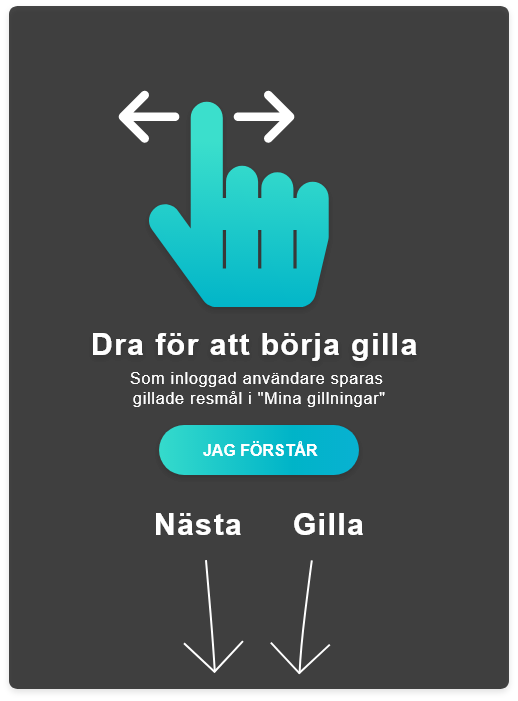 Dra för att börja gilla
Som inloggad användare sparas
gillade resmål i "Mina gillningar"
JAG FÖRSTÅR
Nästa Gilla